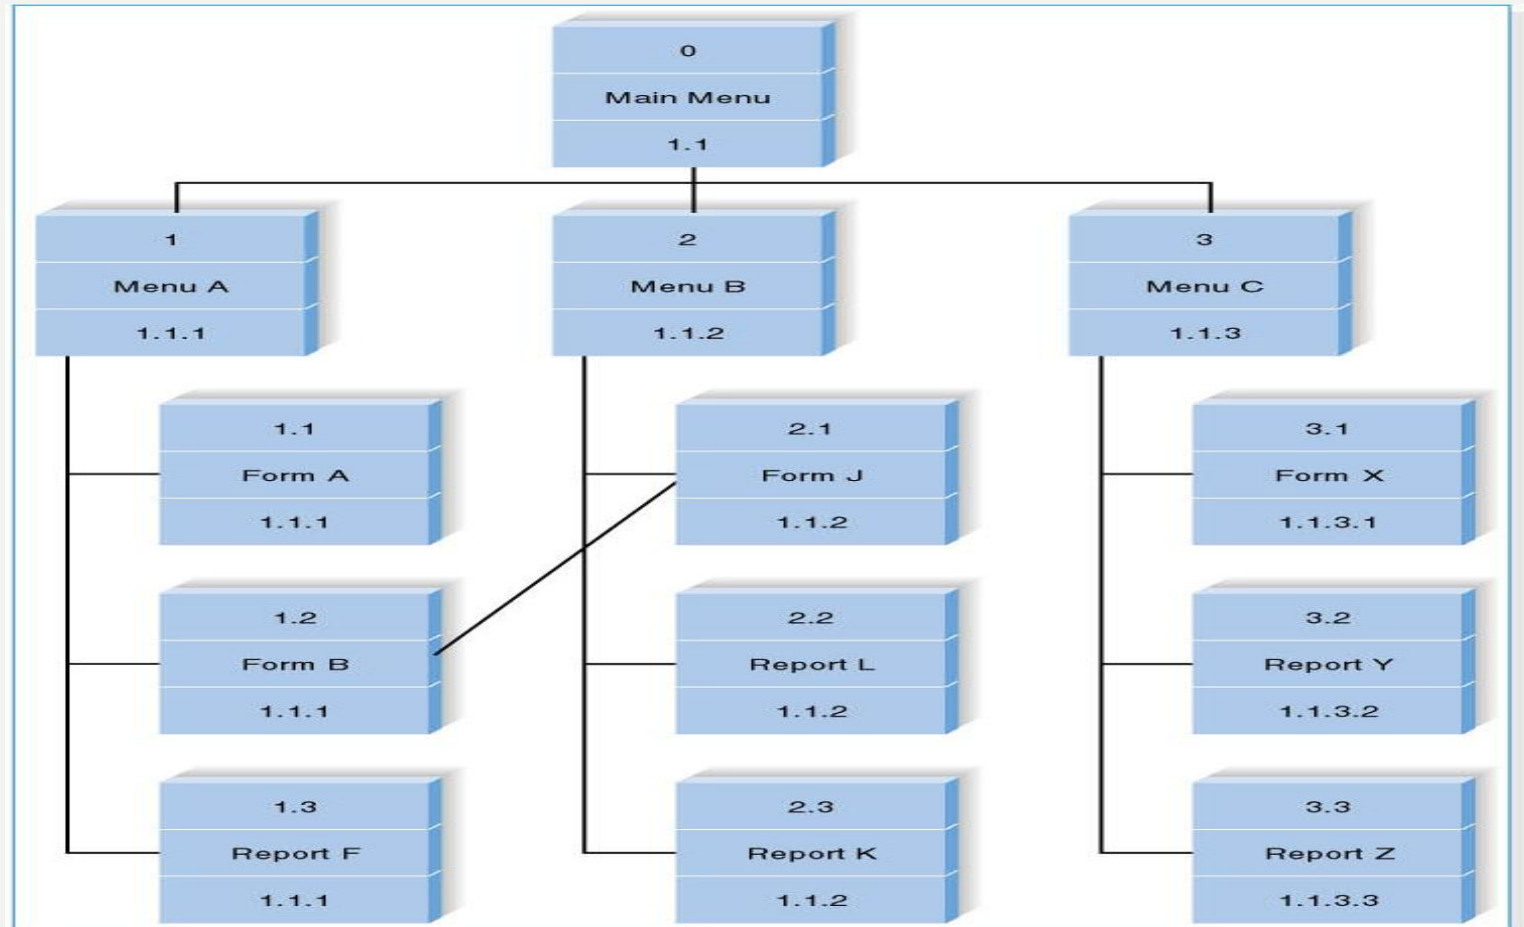 0
Main Menu
1.1
1
Menu A
1.1.1
2
Menu B
1.1.2
3
Menu C
1.1.3
1.1
Form A
1.1.1
1.2
Form B
1.1.1
1.3
Report F
1.1.1
2.1
Form J
1.1.2
2.2
Report L
1.1.2
2.3
Report K
1.1.2
3.1
Form X
1.1.3.1
3.2
Report Y
1.1.3.2
3.3
Report Z
1.1.3.3